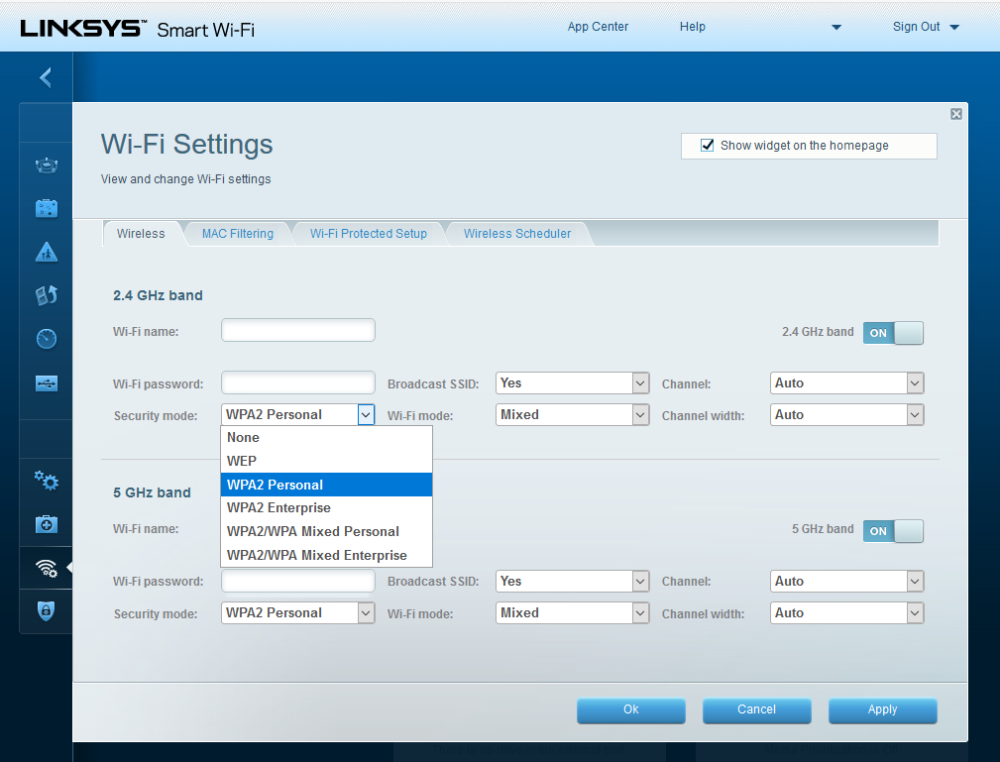 LINKSYS™ Smart Wi-Fi App Center Help Sign Out
Wi-Fi Settings
Show widget on the homepage
View and change Wi-Fi settings
Wireless MAC Filtering Wi-Fi Protected Setup Wireless Scheduler
2.4 GHz band
Wi-Fi name: 2.4 GHz band ON
Wi-Fi password: Broadcast SSID: Yes Channel: Auto
Security mode: WPA2 Personal Wi-Fi mode: Mixed Channel width: Auto
None
WEP
WPA2 Personal
WPA2 Enterprise
WPA2/WPA Mixed Personal
WPA2/WPA Mixed Enterprise
5 GHz band
Wi-Fi name: 5 GHz band ON
Wi-Fi password: Broadcast SSID: Yes Channel: Auto
Security mode: WPA2 Personal Wi-Fi mode: Mixed Channel width: Auto
Ok Cancel Apply